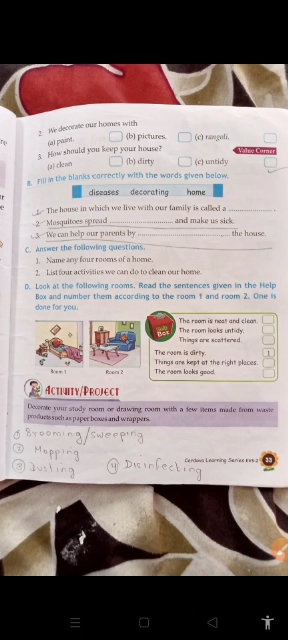 2. We decorate our homes with
(a) paint. (b) pictures. (c) rangoli.
3. How should you keep your house?
(a) clean (b) dirty (c) untidy
Value Corner
B. Fill in the blanks correctly with the words given below.
diseases decorating home
1. The house in which we live with our family is called a ..................
2. Mosquitoes spread .......................... and make us sick.
3. We can help our parents by .......................... the house.
C. Answer the following questions.
1. Name any four rooms of a home.
2. List four activities we can do to clean our home.
D. Look at the following rooms. Read the sentences given in the Help
Box and number them according to the room 1 and room 2. One is
done for you.
Room 1
Room 2
Box
The room is neat and clean.
The room looks untidy.
Things are scattered.
The room is dirty. 1
Things are kept at the right places.
The room looks good.
ACTIVITY/PROJECT
Decorate your study room or drawing room with a few items made from waste
products such as paper boxes and wrappers.
① Brooming/sweeping
② Mopping
③ Dusting ④ Disinfecting
Cordova Learning Series EVS-2 33